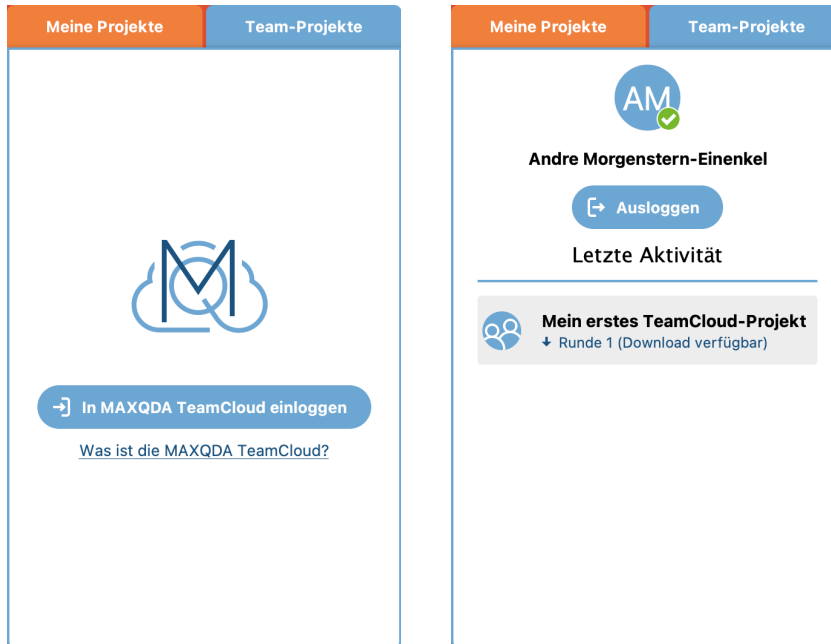 Meine Projekte
Team-Projekte
In MAXQDA TeamCloud einloggen
Was ist die MAXQDA TeamCloud?
Meine Projekte
Team-Projekte
AM
Andre Morgenstern-Einenkel
Ausloggen
Letzte Aktivität
Mein erstes TeamCloud-Projekt
Runde 1 (Download verfügbar)